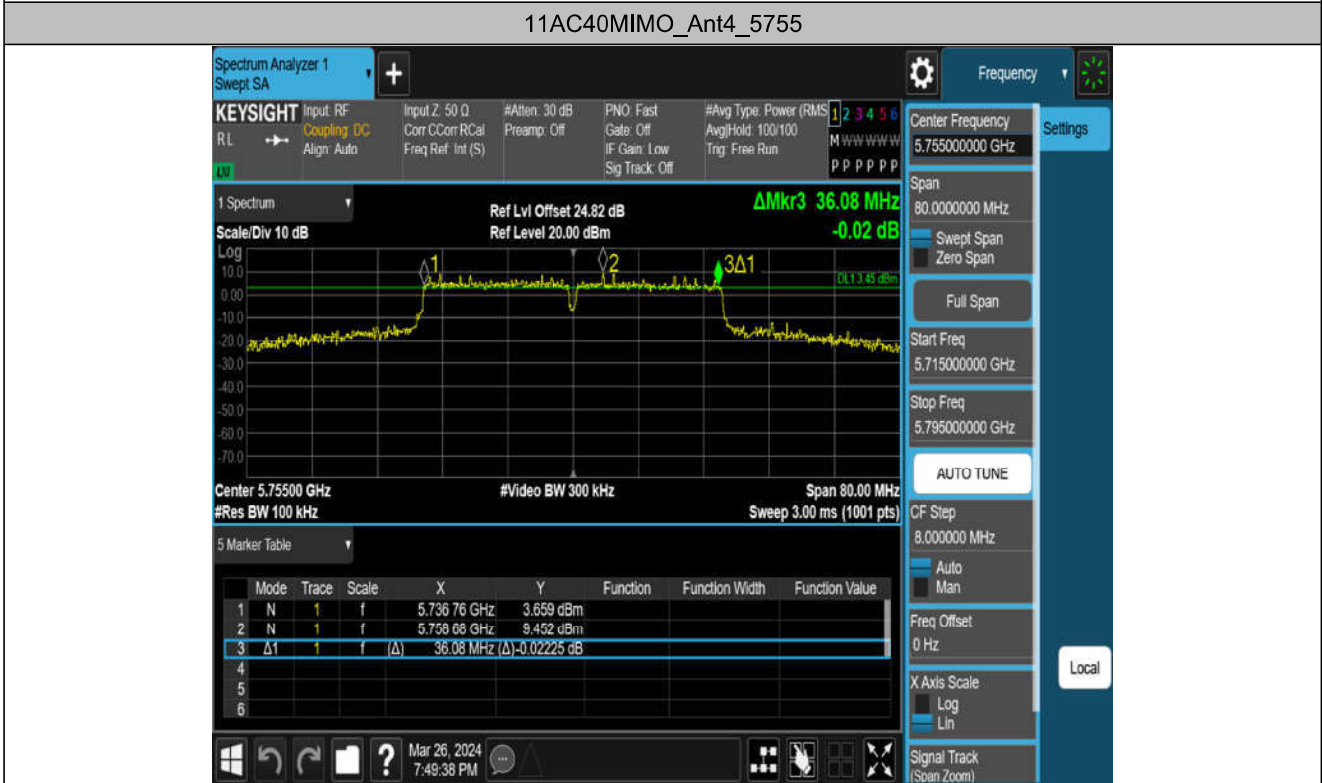 11AC40MIMO_Ant4_5755
Spectrum Analyzer 1
Swept SA
+
Frequency
KEYSIGHT Input: RF Input Z: 50 Ω #Atten: 30 dB PNO: Fast #Avg Type: Power (RMS 1 2 3 4 5 6
RL Coupling: DC Corr CCorr RCal Preamp: Off Gate: Off Avg|Hold: 100/100 M W W W W W
Align: Auto Freq Ref: Int (S) IF Gain: Low Trig: Free Run
LXI Sig Track: Off P P P P P P
Center Frequency
5.755000000 GHz
Settings
1 Spectrum Ref Lvl Offset 24.82 dB ΔMkr3 36.08 MHz
Scale/Div 10 dB Ref Level 20.00 dBm -0.02 dB
Log
1 2 3Δ1
10.0
DL1 3.45 dBm
0.00
-10.0
-20.0
-30.0
-40.0
-50.0
-60.0
-70.0
Center 5.75500 GHz #Video BW 300 kHz Span 80.00 MHz
#Res BW 100 kHz Sweep 3.00 ms (1001 pts)
Span
80.0000000 MHz
Swept Span
Zero Span
Full Span
Start Freq
5.715000000 GHz
Stop Freq
5.795000000 GHz
AUTO TUNE
CF Step
8.000000 MHz
Auto
Man
Freq Offset
0 Hz
X Axis Scale
Log
Lin
Signal Track
(Span Zoom)
Local
5 Marker Table
Mode Trace Scale X Y Function Function Width Function Value
1 N 1 f 5.736 76 GHz 3.659 dBm
2 N 1 f 5.758 68 GHz 9.452 dBm
3 Δ1 1 f (Δ) 36.08 MHz (Δ)-0.02225 dB
4
5
6
? Mar 26, 2024
7:49:38 PM